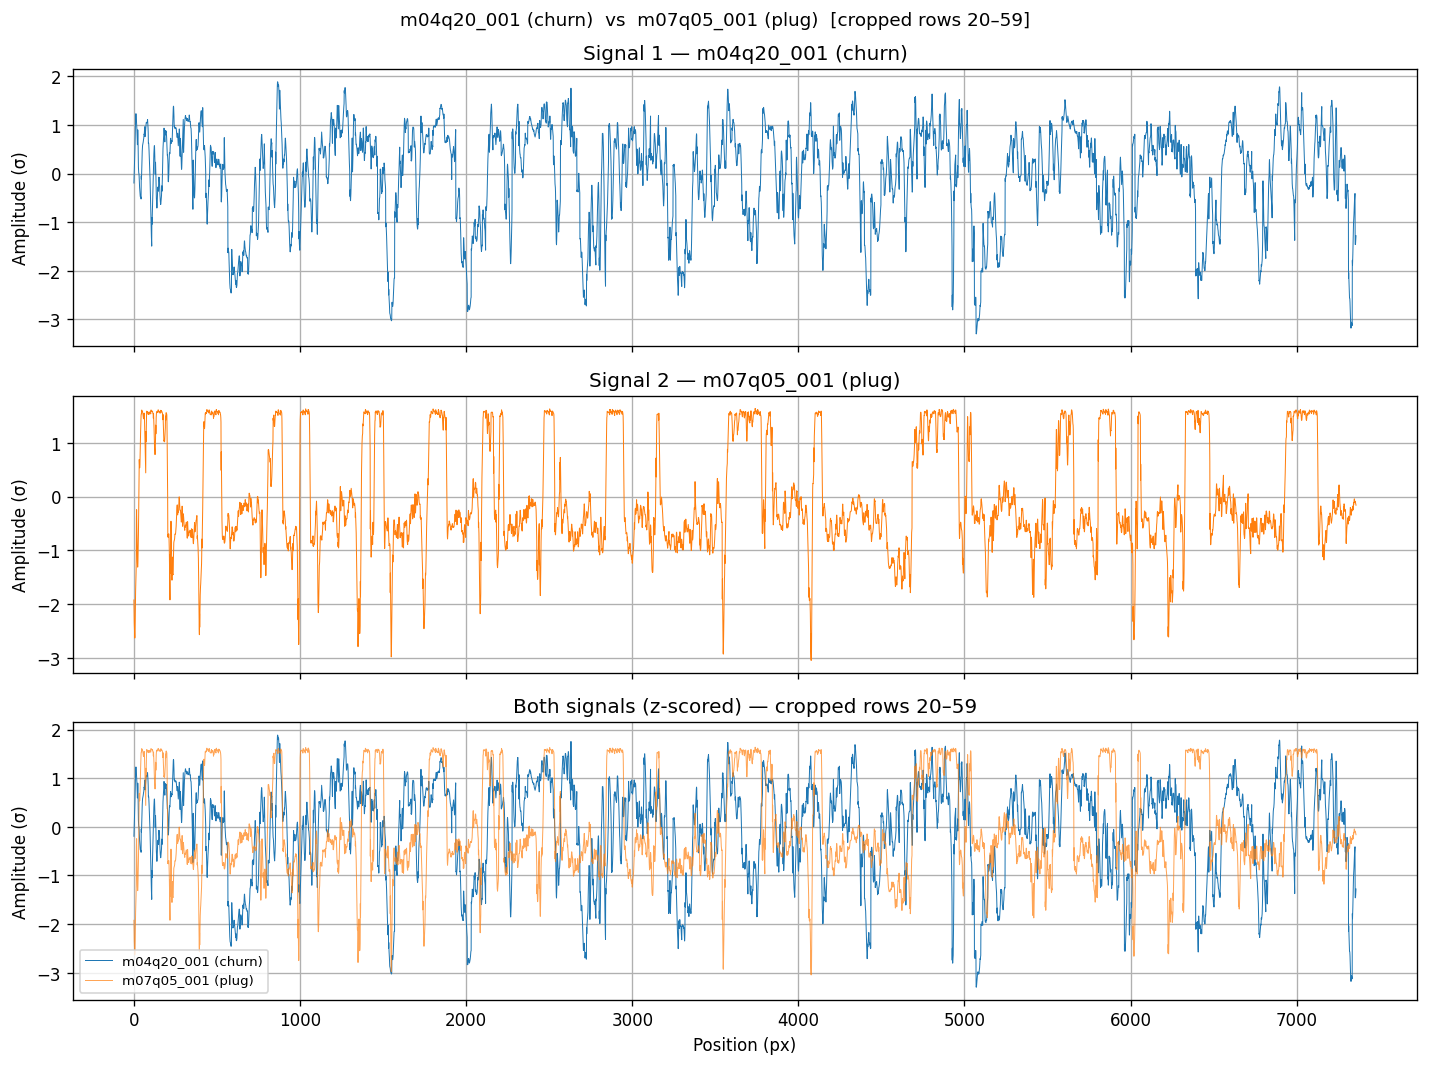 m04q20_001 (churn)  vs  m07q05_001 (plug)  [cropped rows 20–59]
Signal 1 — m04q20_001 (churn)
2
1
0
−1
−2
−3
Amplitude (σ)
Signal 2 — m07q05_001 (plug)
1
0
−1
−2
−3
Amplitude (σ)
Both signals (z-scored) — cropped rows 20–59
2
1
0
−1
−2
−3
Amplitude (σ)
m04q20_001 (churn)
m07q05_001 (plug)
0 1000 2000 3000 4000 5000 6000 7000
Position (px)